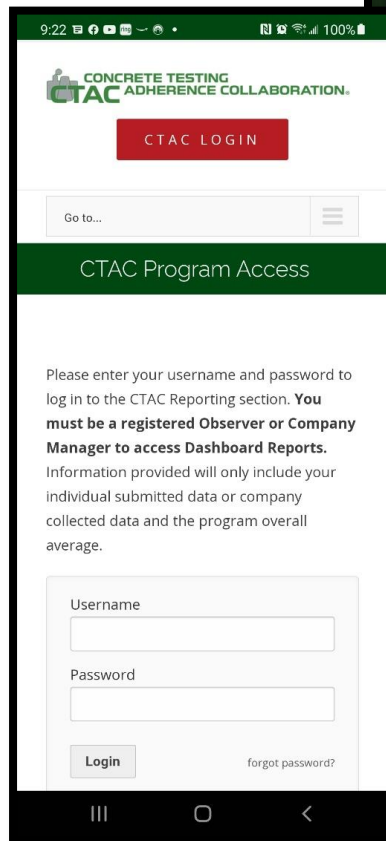 9:22
100%
CONCRETE TESTING
CTAC ADHERENCE COLLABORATION®
CTAC LOGIN
Go to...
CTAC Program Access
Please enter your username and password to
log in to the CTAC Reporting section. You
must be a registered Observer or Company
Manager to access Dashboard Reports.
Information provided will only include your
individual submitted data or company
collected data and the program overall
average.
Username
Password
Login
forgot password?